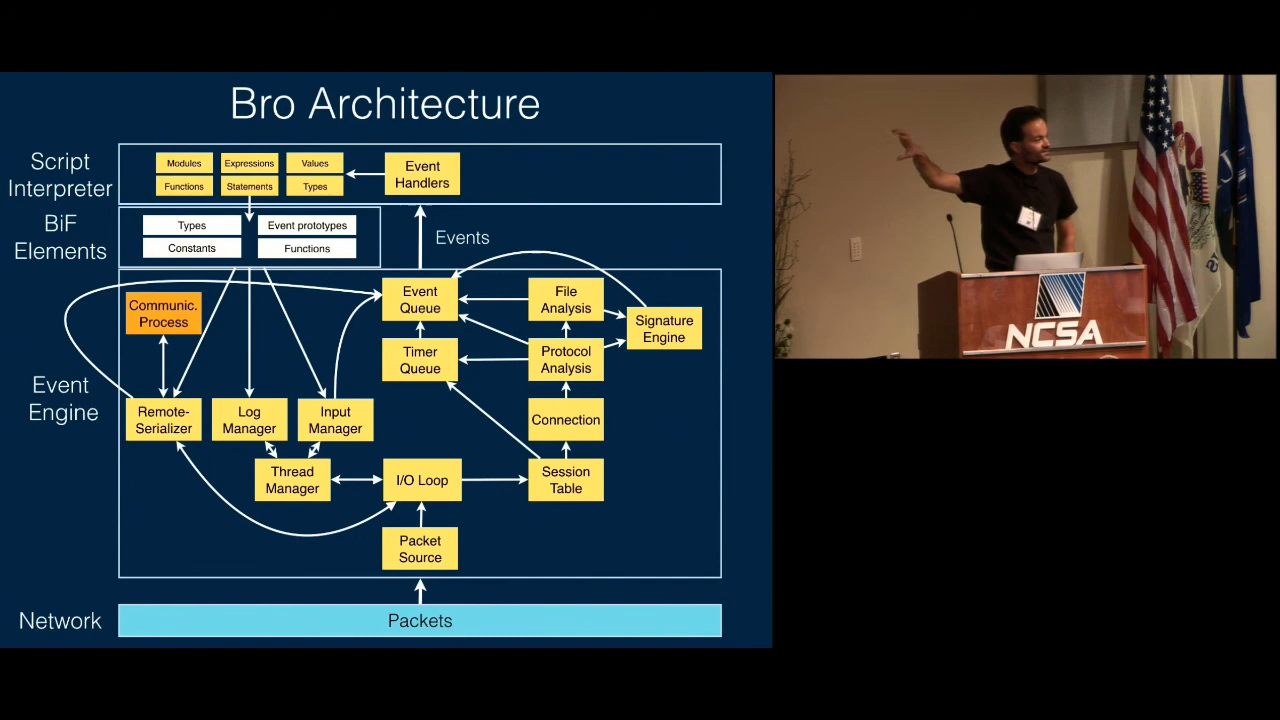 Bro Architecture
Script
Interpreter
Modules
Expressions
Values
Functions
Statements
Types
Event
Handlers
BiF
Elements
Types
Event prototypes
Constants
Functions
Events
Event
Engine
Communic.
Process
Event
Queue
File
Analysis
Signature
Engine
Timer
Queue
Protocol
Analysis
Remote-
Serializer
Log
Manager
Input
Manager
Connection
Thread
Manager
I/O Loop
Session
Table
Packet
Source
Network
Packets
NCSA